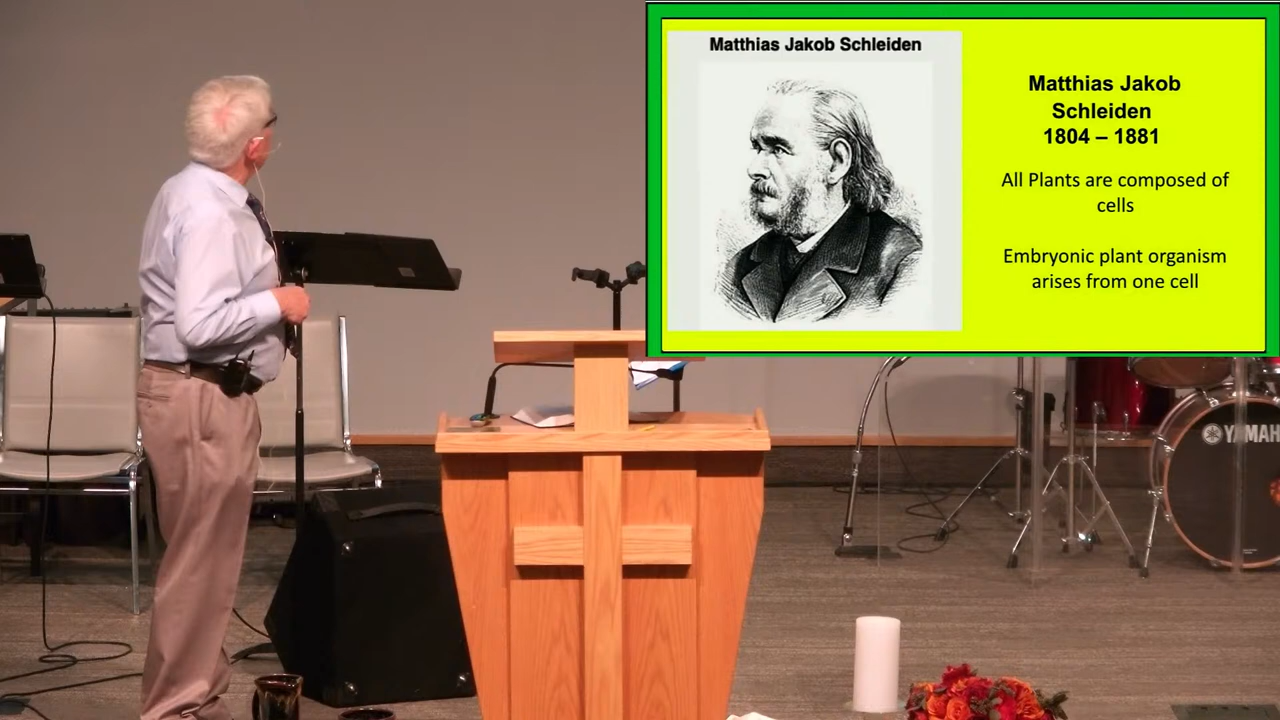 Matthias Jakob Schleiden
Matthias Jakob
Schleiden
1804 – 1881
All Plants are composed of
cells
Embryonic plant organism
arises from one cell
YAMAH